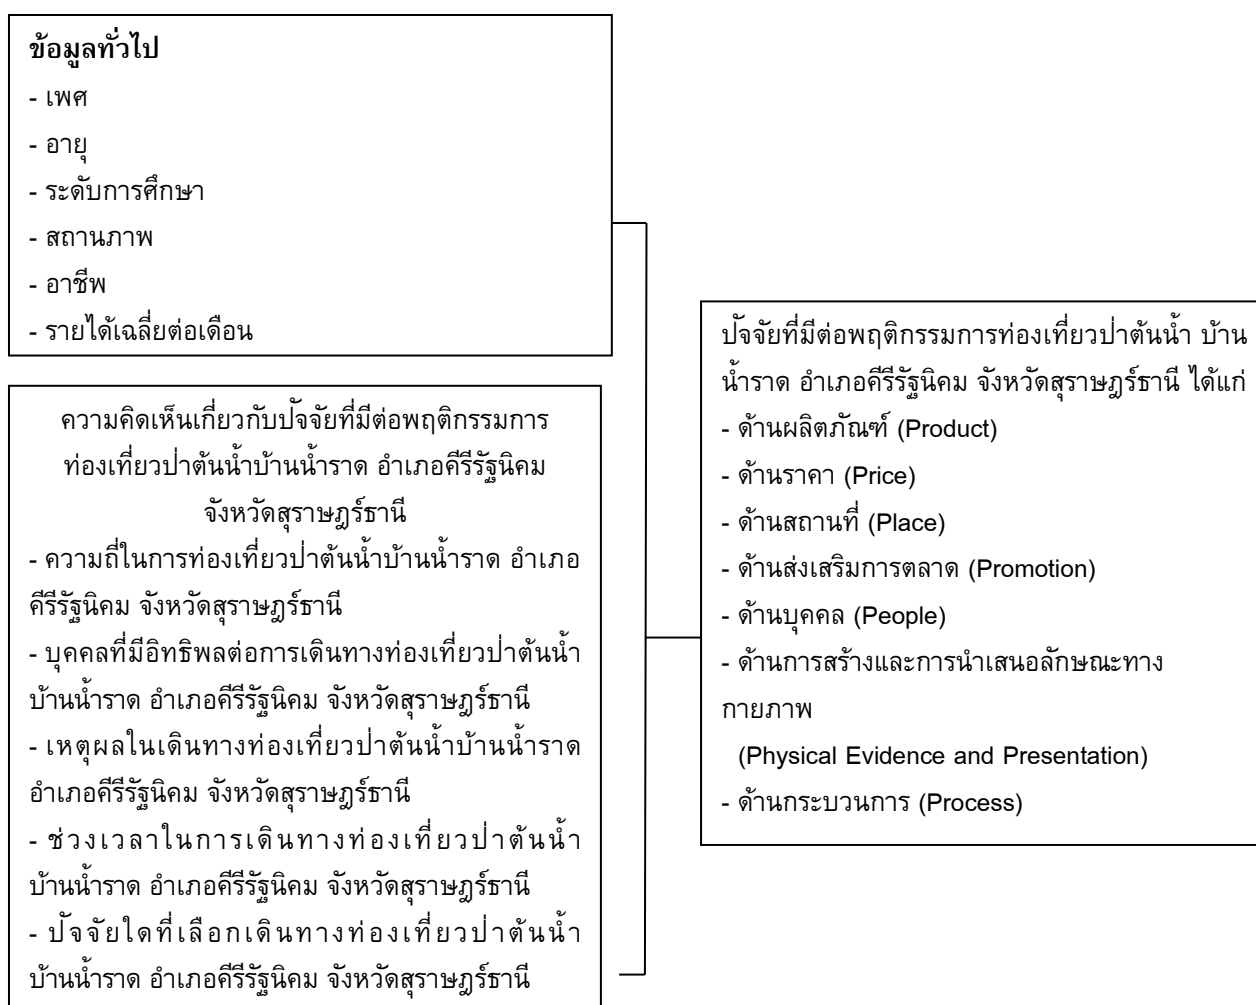 ข้อมูลทั่วไป
- เพศ
- อายุ
- ระดับการศึกษา
- สถานภาพ
- อาชีพ
- รายได้เฉลี่ยต่อเดือน
ความคิดเห็นเกี่ยวกับปัจจัยที่มีต่อพฤติกรรมการ
ท่องเที่ยวป่าต้นน้ำบ้านน้ำราด อำเภอคีรีรัฐนิคม
จังหวัดสุราษฎร์ธานี
- ความถี่ในการท่องเที่ยวป่าต้นน้ำบ้านน้ำราด อำเภอ
คีรีรัฐนิคม จังหวัดสุราษฎร์ธานี
- บุคคลที่มีอิทธิพลต่อการเดินทางท่องเที่ยวป่าต้นน้ำ
บ้านน้ำราด อำเภอคีรีรัฐนิคม จังหวัดสุราษฎร์ธานี
- เหตุผลในเดินทางท่องเที่ยวป่าต้นน้ำบ้านน้ำราด
อำเภอคีรีรัฐนิคม จังหวัดสุราษฎร์ธานี
- ช่วงเวลาในการเดินทางท่องเที่ยวป่าต้นน้ำ
บ้านน้ำราด อำเภอคีรีรัฐนิคม จังหวัดสุราษฎร์ธานี
- ปัจจัยใดที่เลือกเดินทางท่องเที่ยวป่าต้นน้ำ
บ้านน้ำราด อำเภอคีรีรัฐนิคม จังหวัดสุราษฎร์ธานี
ปัจจัยที่มีต่อพฤติกรรมการท่องเที่ยวป่าต้นน้ำ บ้าน
น้ำราด อำเภอคีรีรัฐนิคม จังหวัดสุราษฎร์ธานี ได้แก่
- ด้านผลิตภัณฑ์ (Product)
- ด้านราคา (Price)
- ด้านสถานที่ (Place)
- ด้านส่งเสริมการตลาด (Promotion)
- ด้านบุคคล (People)
- ด้านการสร้างและการนำเสนอลักษณะทาง
กายภาพ
(Physical Evidence and Presentation)
- ด้านกระบวนการ (Process)